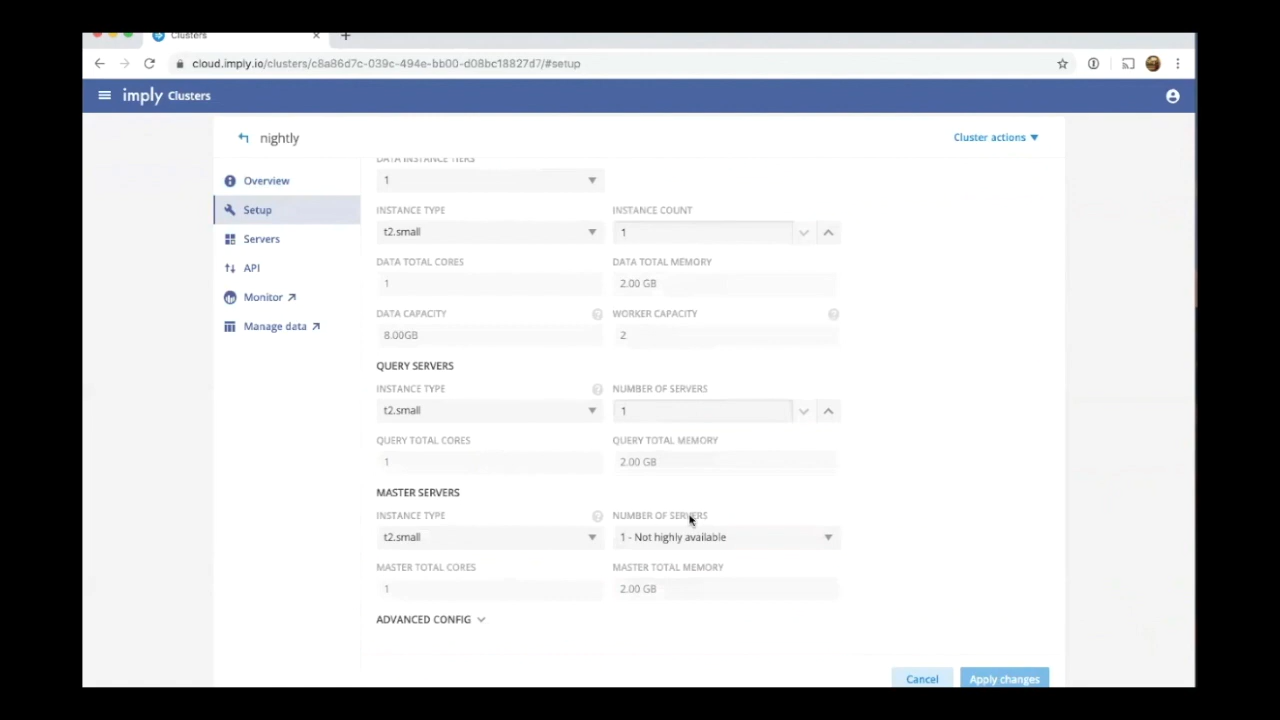 Clusters
cloud.imply.io/clusters/c8a86d7c-039c-494e-bb00-d08bc18827d7/#setup
imply Clusters
nightly
Cluster actions
Overview
Setup
Servers
API
Monitor
Manage data
DATA INSTANCE TIERS
1
INSTANCE TYPE INSTANCE COUNT
t2.small 1
DATA TOTAL CORES DATA TOTAL MEMORY
1 2.00 GB
DATA CAPACITY WORKER CAPACITY
8.00GB 2
QUERY SERVERS
INSTANCE TYPE NUMBER OF SERVERS
t2.small 1
QUERY TOTAL CORES QUERY TOTAL MEMORY
1 2.00 GB
MASTER SERVERS
INSTANCE TYPE NUMBER OF SERVERS
t2.small 1 - Not highly available
MASTER TOTAL CORES MASTER TOTAL MEMORY
1 2.00 GB
ADVANCED CONFIG
Cancel Apply changes